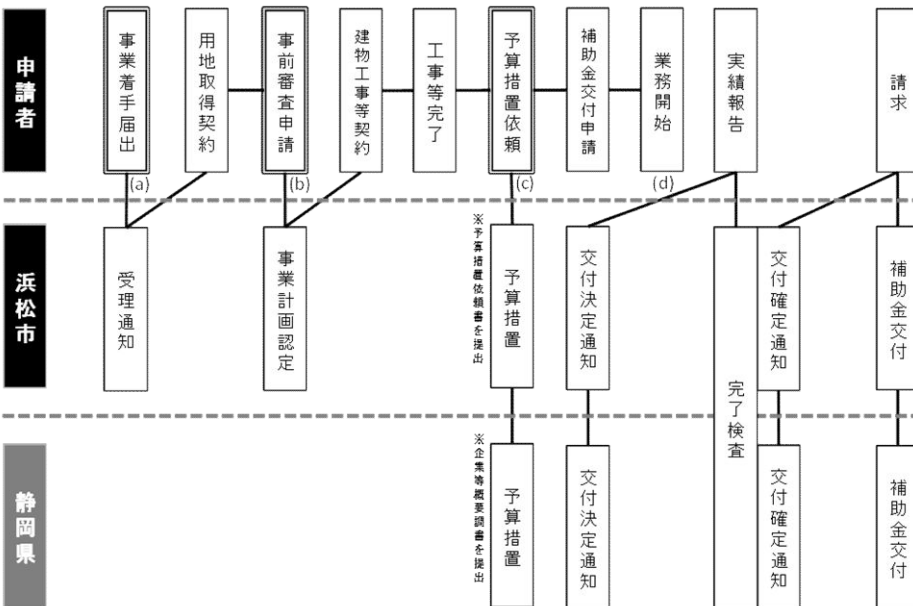 申請者
事業着手届出
用地取得契約
事前審査申請
建物工事等契約
工事等完了
予算措置依頼
補助金交付申請
業務開始
実績報告
請求
(a)
(b)
(c)
(d)
浜松市
受理通知
事業計画認定
※予算措置依頼書を提出
予算措置
交付決定通知
完了検査
交付確定通知
補助金交付
静岡県
※企業等概要調書を提出
予算措置
交付決定通知
交付確定通知
補助金交付